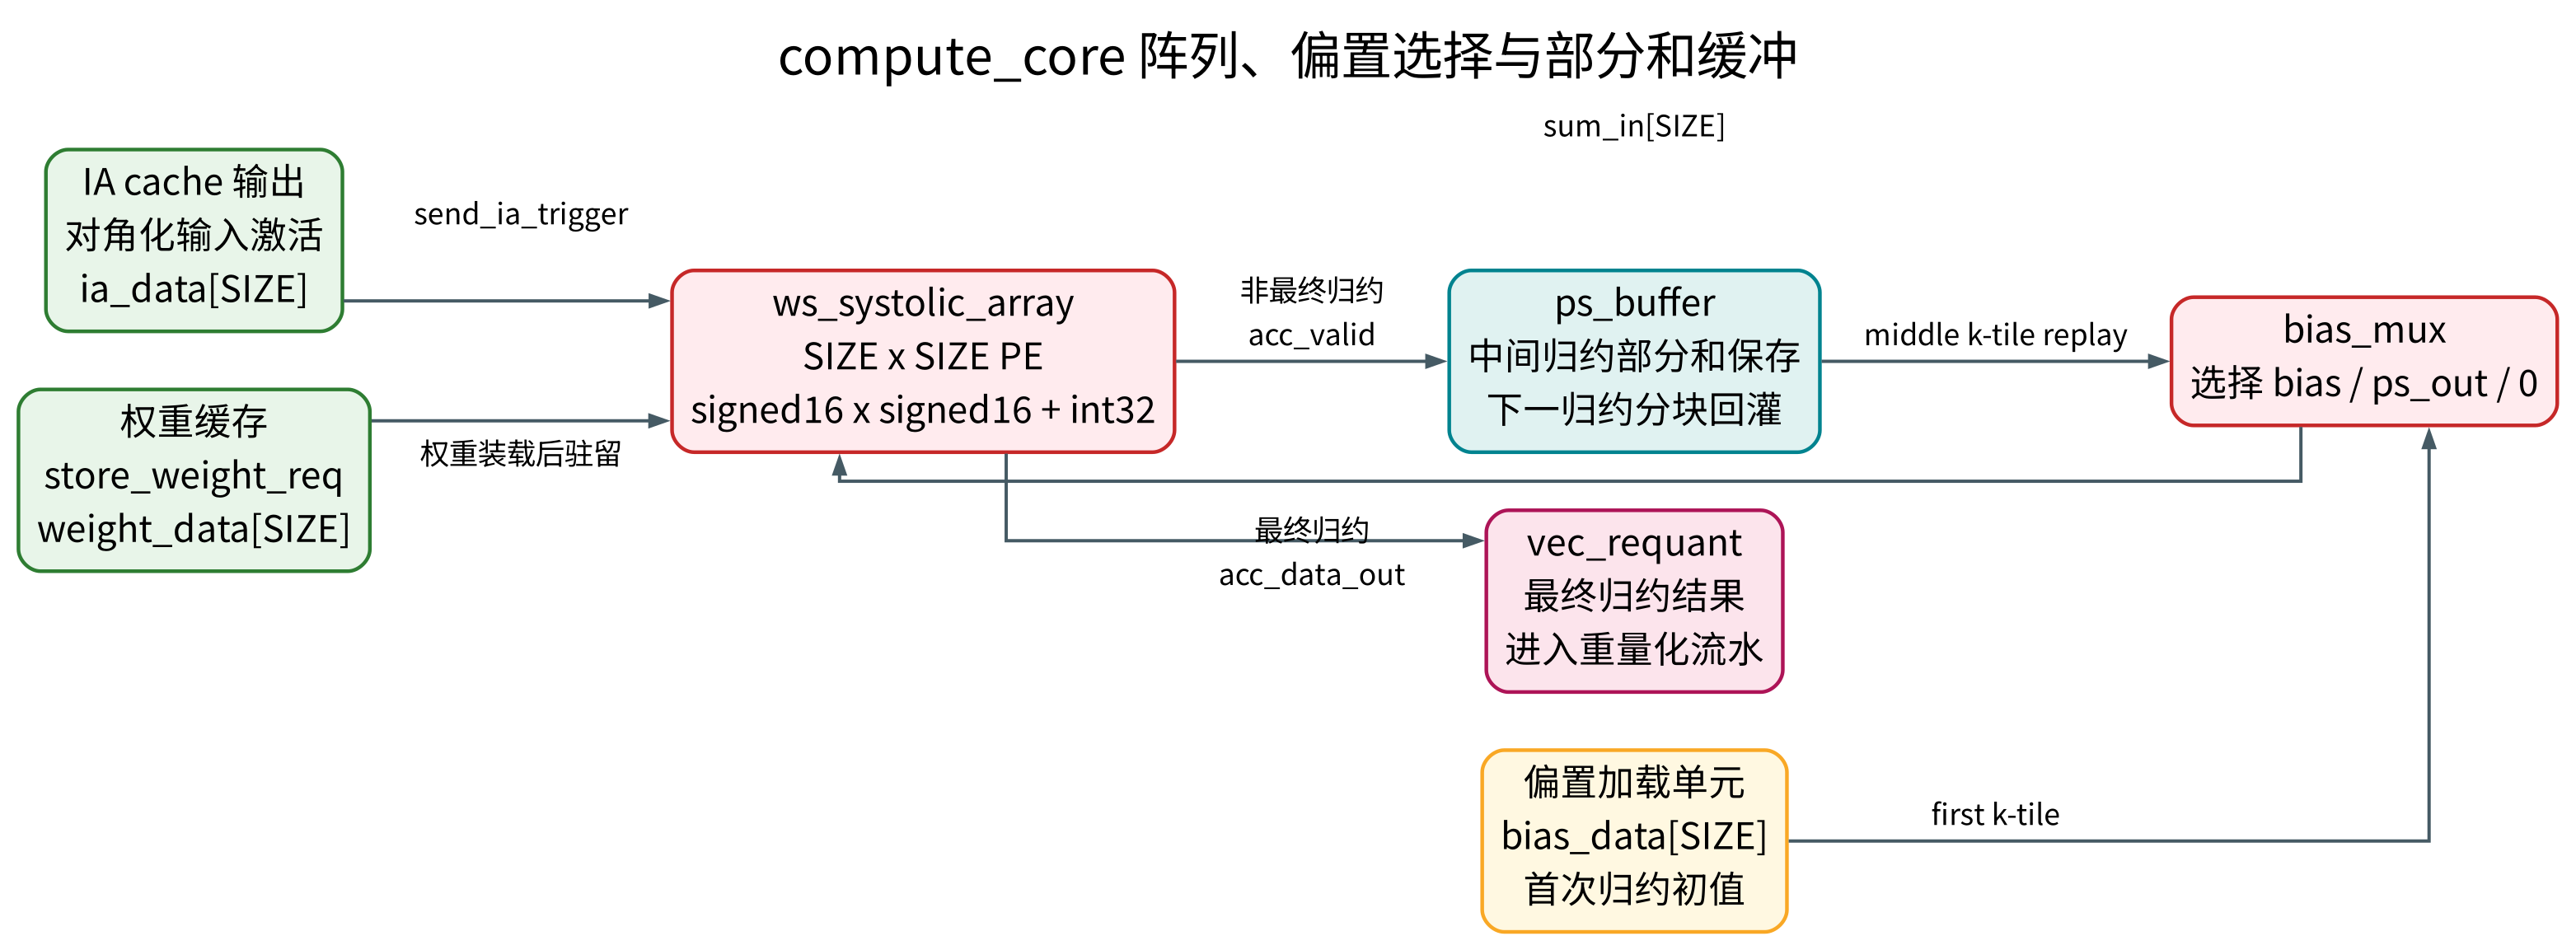 compute_core 阵列、偏置选择与部分和缓冲
sum_in[SIZE]
IA cache 输出
对角化输入激活
ia_data[SIZE]
send_ia_trigger
权重缓存
store_weight_req
weight_data[SIZE]
权重装载后驻留
ws_systolic_array
SIZE x SIZE PE
signed16 x signed16 + int32
非最终归约
acc_valid
ps_buffer
中间归约部分和保存
下一归约分块回灌
middle k-tile replay
bias_mux
选择 bias / ps_out / 0
最终归约
acc_data_out
vec_requant
最终归约结果
进入重量化流水
偏置加载单元
bias_data[SIZE]
首次归约初值
first k-tile